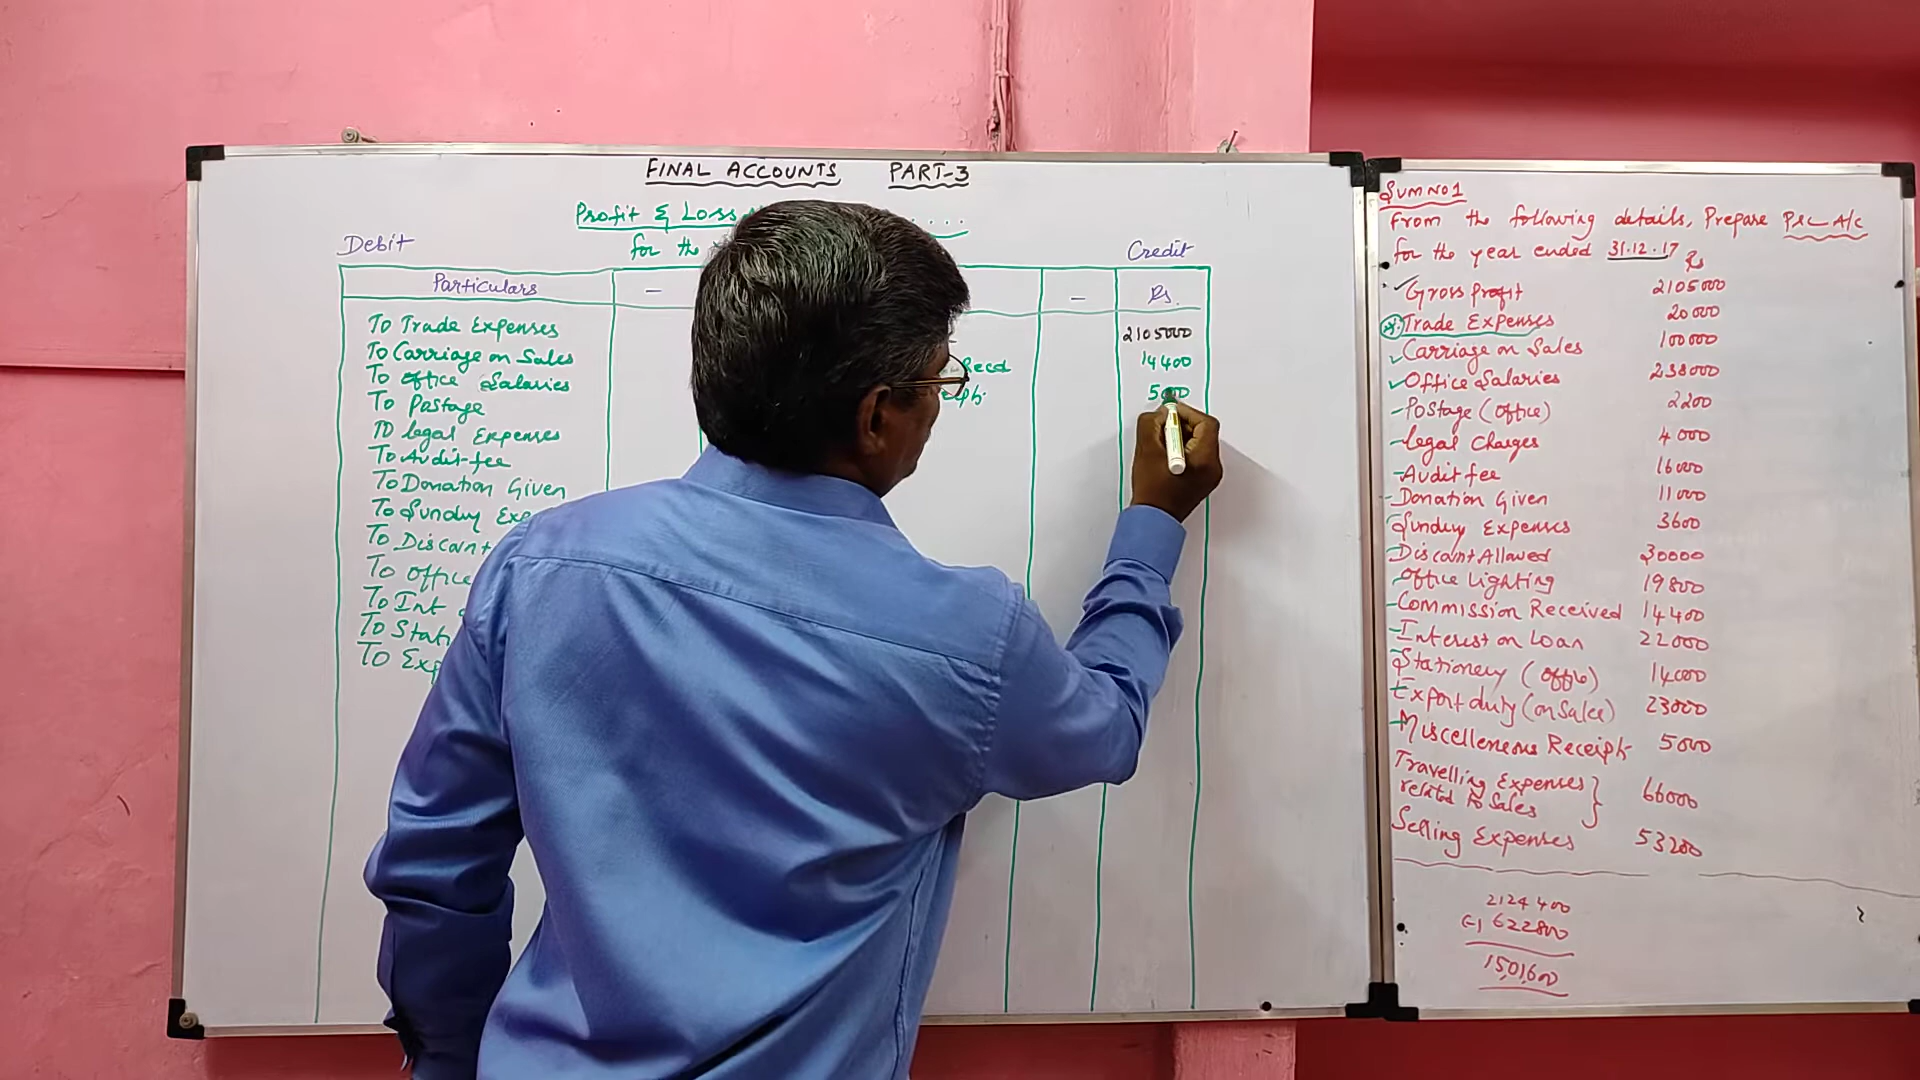 FINAL ACCOUNTS PART-3
Profit & Loss
for the
Debit
Credit
Particulars - - Rs.
To Trade Expenses
To Carriage on Sales
To Office Salaries
To Postage
To legal Expenses
To Audit-fee
To Donation Given
To Sundry Exp
To Discount
To Office
To Int
To Stati
To Exp
Recd
2105000
14400
5000
SUM NO 1
From the following details, Prepare P&L A/c
for the year ended 31.12.17
Rs
Gross profit 2105000
Trade Expenses 20000
Carriage on Sales 100000
Office Salaries 238000
Postage (Office) 2200
legal Charges 4000
Audit fee 16000
Donation Given 11000
Sundry Expenses 3600
Discount Allowed 30000
Office Lighting 19800
Commission Received 14400
Interest on Loan 22000
Stationery (Office) 14000
Export duty (on Sales) 23000
Miscelleneous Receipts 5000
Travelling Expenses
related to Sales } 66000
Selling Expenses 53200
2124400
(-) 622800
1501600